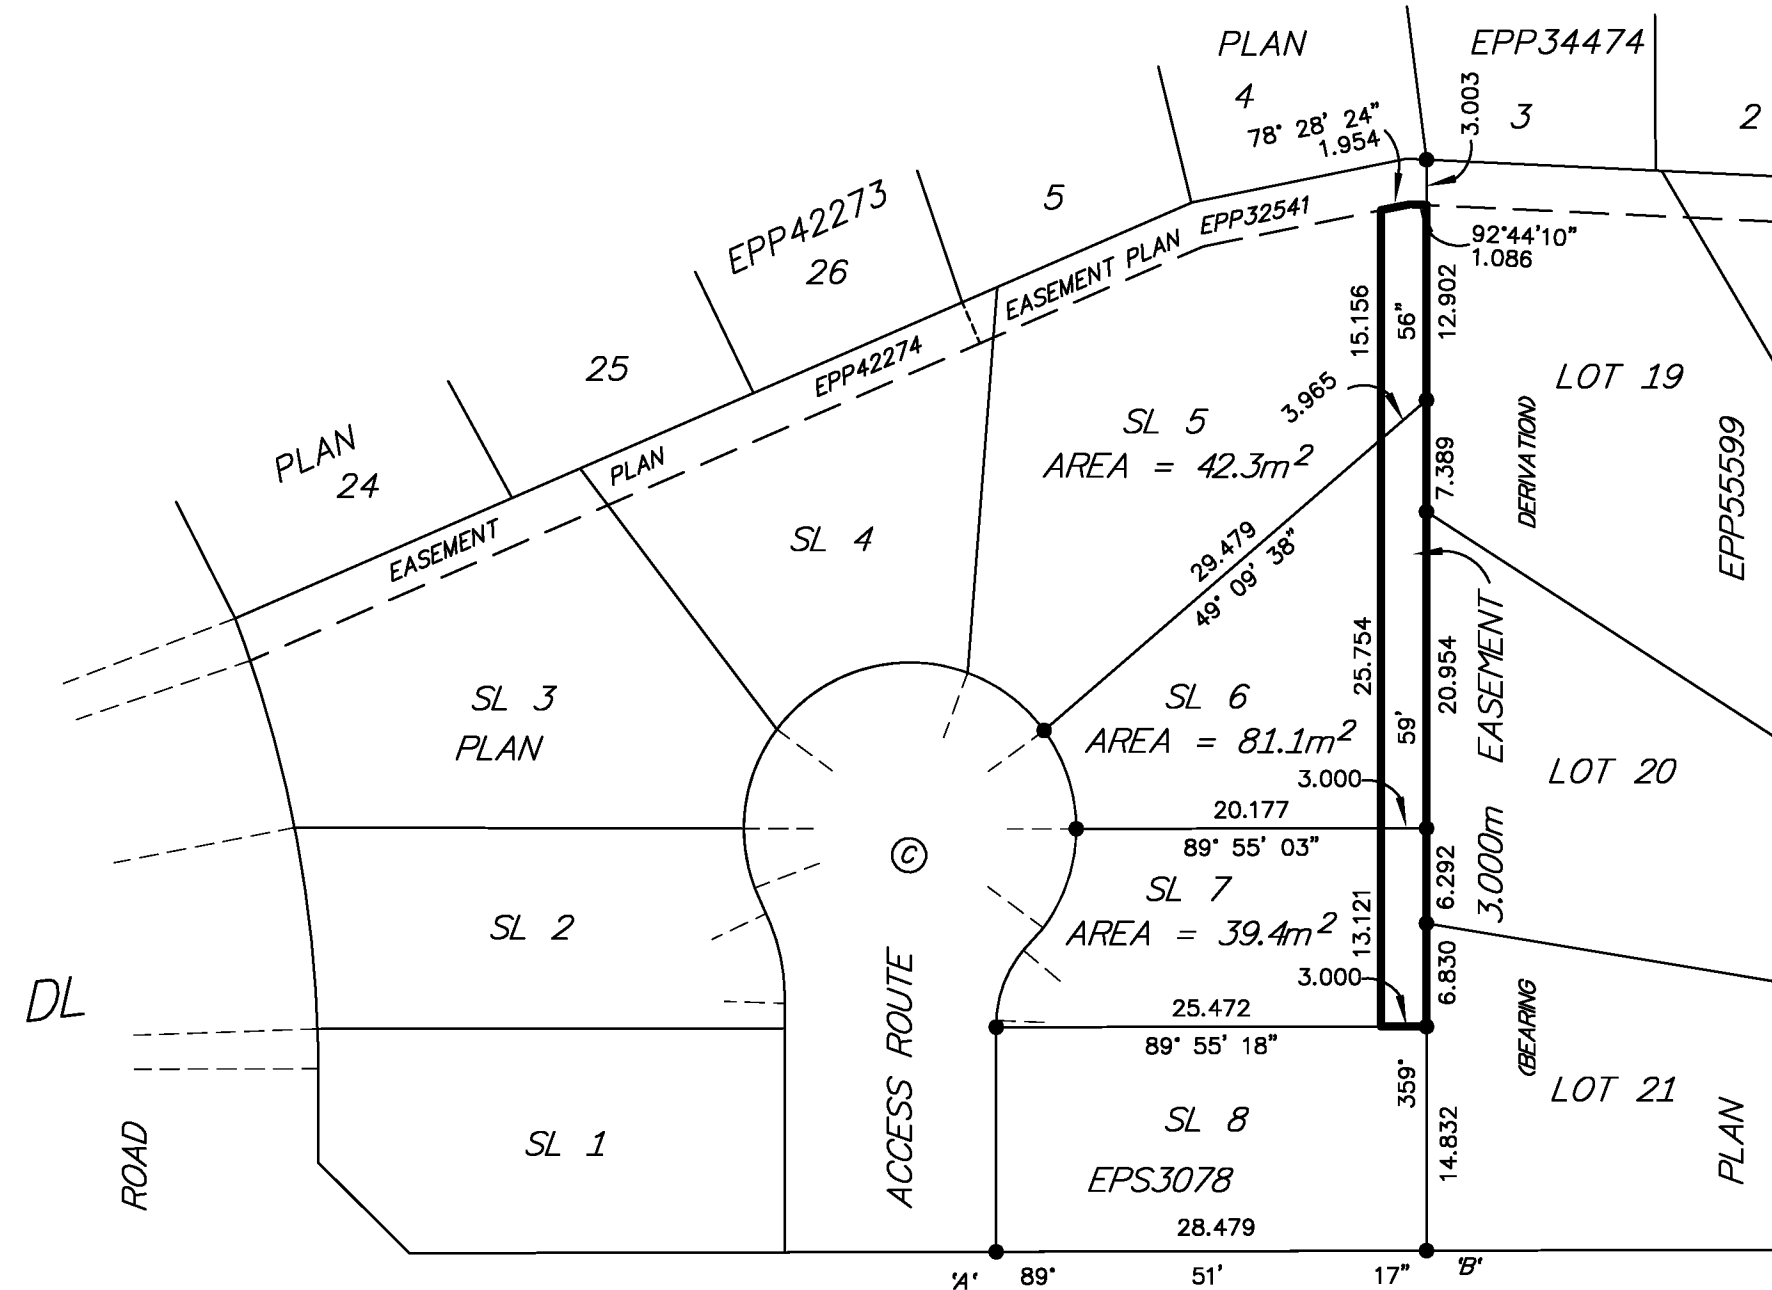 PLAN
EPP34474
4
3
2
78° 28' 24"
1.954
3.003
5
EPP32541
EPP42273
26
EASEMENT PLAN
92°44'10"
1.086
15.156
56"
12.902
25
EPP42274
3.965
LOT 19
PLAN
24
PLAN
SL 5
AREA = 42.3m²
7.389
DERIVATION)
EPP55599
EASEMENT
SL 4
29.479
49° 09' 38"
25.754
20.954
EASEMENT
SL 3
PLAN
SL 6
AREA = 81.1m²
59'
3.000
LOT 20
20.177
89° 55' 03"
C
SL 7
AREA = 39.4m²
13.121
6.292
3.000m
SL 2
3.000
6.830
DL
25.472
89° 55' 18"
ACCESS ROUTE
359°
(BEARING
LOT 21
SL 1
SL 8
14.832
ROAD
EPS3078
PLAN
28.479
'A' 89° 51' 17" 'B'